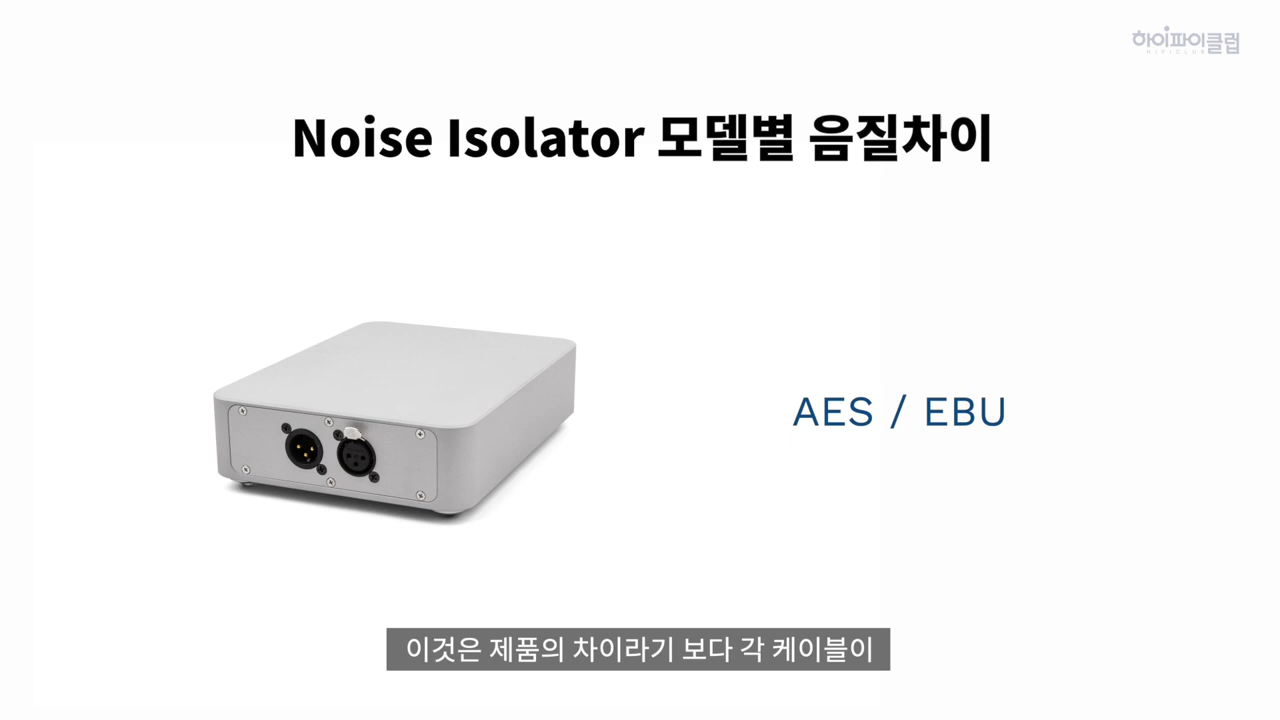 하이파이클럽
HIFICLUB
Noise Isolator 모델별 음질차이
AES / EBU
이것은 제품의 차이라기 보다 각 케이블이